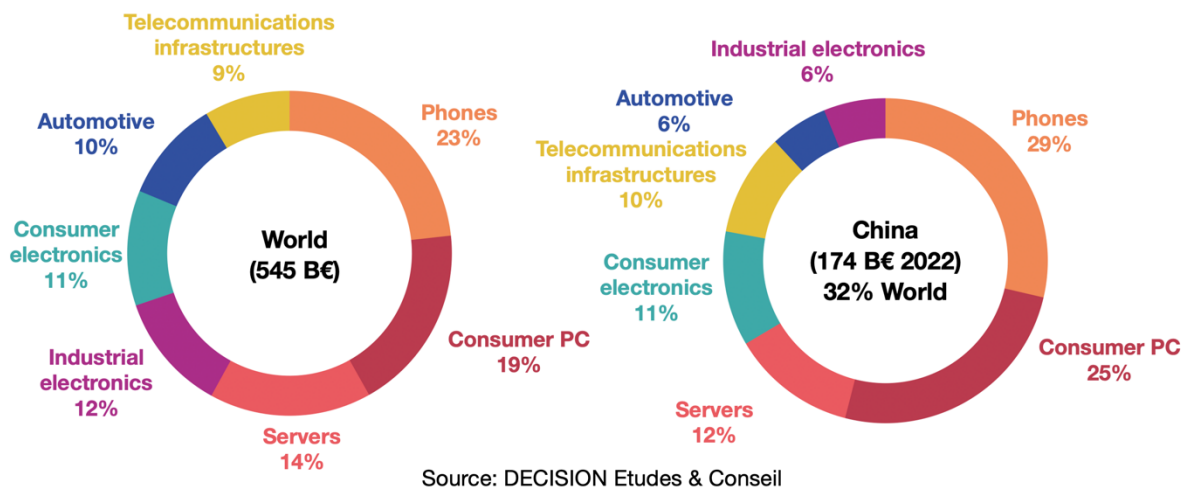 Telecommunications
infrastructures
9%
Phones
23%
Consumer PC
19%
Servers
14%
Industrial
electronics
12%
Consumer
electronics
11%
Automotive
10%
World
(545 B€)
Industrial electronics
6%
Phones
29%
Consumer PC
25%
Servers
12%
Consumer
electronics
11%
Telecommunications
infrastructures
10%
Automotive
6%
China
(174 B€ 2022)
32% World
Source: DECISION Etudes & Conseil